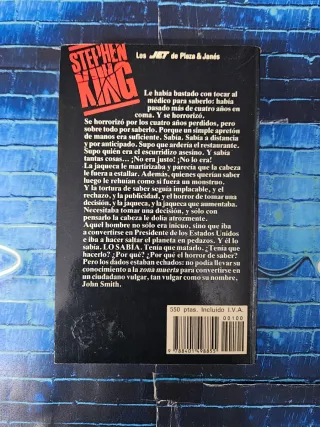 STEPHEN
KING
Los JET de Plaza & Janés
Le había bastado con tocar al
médico para saberlo: había
pasado más de cuatro años en
coma. Y se horrorizó.
Se horrorizó por los cuatro años perdidos, pero
sobre todo por saberlo. Porque un simple apretón
de manos era suficiente. Sabía. Sabía a distancia
y por anticipado. Supo que ardería el restaurante.
Supo quién era el escurridizo asesino. Y sabía
tantas cosas... ¡No era justo! ¡No lo era!
La jaqueca le martirizaba y parecía que la cabeza
le fuera a estallar. Además, quienes querían saber
luego le rehuían como si fuera un monstruo.
Y la tortura de saber seguía implacable, y el
rechazo, y la publicidad, y el horror de tomar una
decisión, y la jaqueca, y la jaqueca que aumentaba.
Necesitaba tomar una decisión, y sólo con
pensarlo la cabeza le dolía atrozmente.
Aquel hombre no sólo era inicuo, sino que iba
a convertirse en Presidente de los Estados Unidos
e iba a hacer saltar el planeta en pedazos. Y él lo
sabía. LO SABIA. Tenía que matarlo. ¿Tenía que
hacerlo? ¿Por qué? ¿Por qué el horror de saber?
Pero los dados estaban echados: no podía llevar su
conocimiento a la zona muerta para convertirse en
un ciudadano vulgar, tan vulgar como su nombre,
John Smith.
550 ptas. Incluido I.V.A.
00100